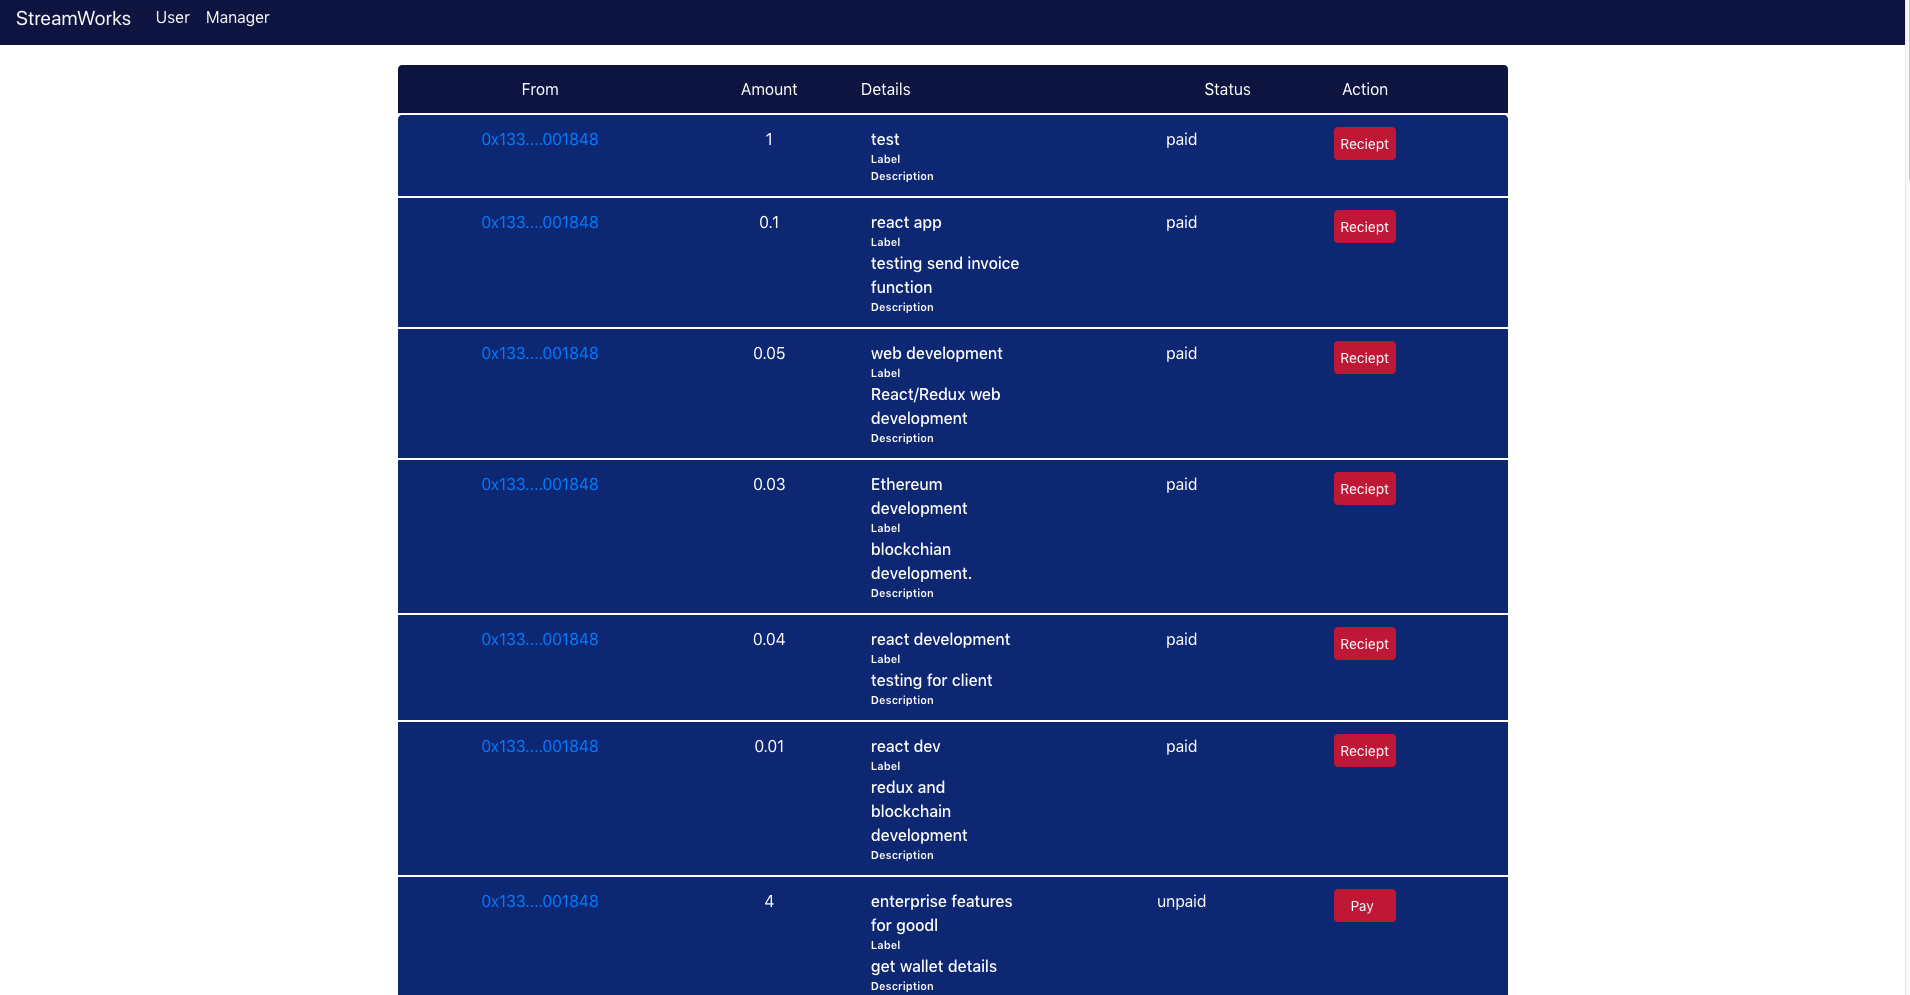 StreamWorks User Manager
From Amount Details Status Action
0x133....001848 1 test paid Reciept
Label
Description
0x133....001848 0.1 react app paid Reciept
Label
testing send invoice
function
Description
0x133....001848 0.05 web development paid Reciept
Label
React/Redux web
development
Description
0x133....001848 0.03 Ethereum paid Reciept
development
Label
blockchian
development.
Description
0x133....001848 0.04 react development paid Reciept
Label
testing for client
Description
0x133....001848 0.01 react dev paid Reciept
Label
redux and
blockchain
development
Description
0x133....001848 4 enterprise features unpaid Pay
for goodl
Label
get wallet details
Description